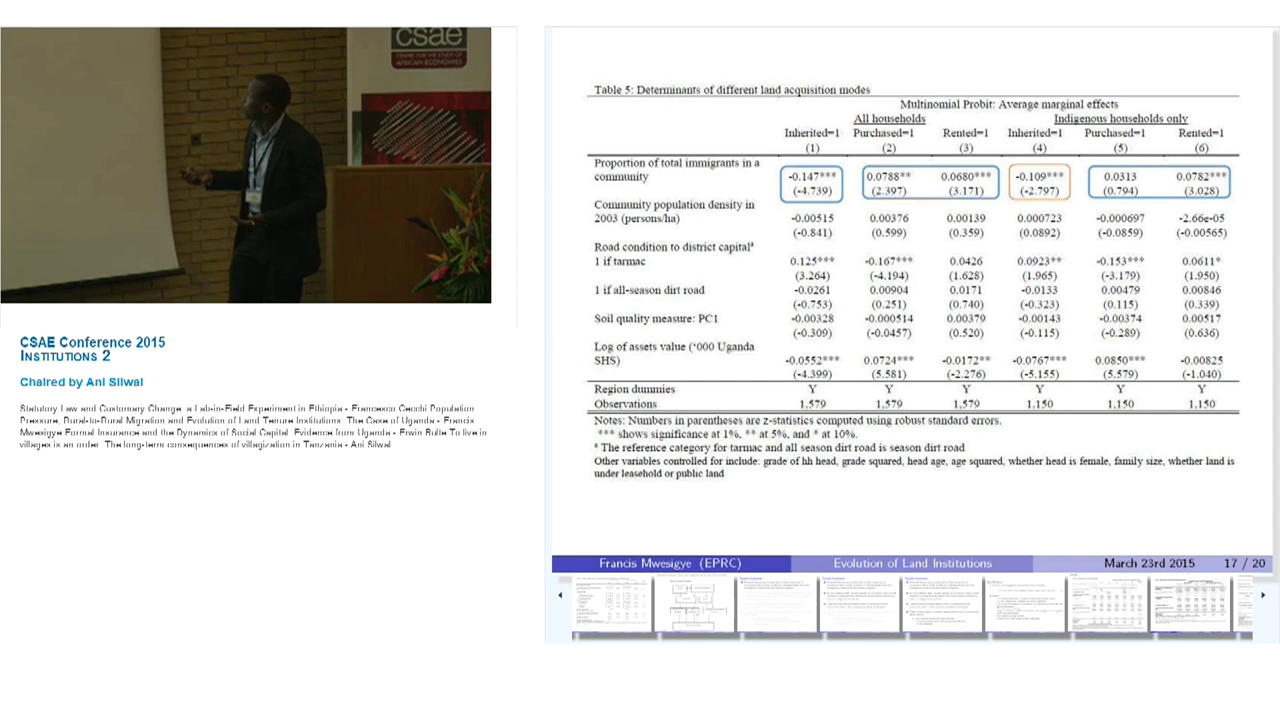 csae
CENTRE FOR THE STUDY OF
AFRICAN ECONOMIES
CSAE Conference 2015
INSTITUTIONS 2
Chaired by Ani Silwal
Statutory Law and Customary Change: a Lab-in-Field Experiment in Ethiopia - Francesco Cecchi Population
Pressure, Rural-to-Rural Migration and Evolution of Land Tenure Institutions: The Case of Uganda - Francis
Mwesigye Formal Insurance and the Dynamics of Social Capital: Evidence from Uganda - Erwin Bulte To live in
villages is an order: The long-term consequences of villagization in Tanzania - Ani Silwal
Table 5: Determinants of different land acquisition modes
Multinomial Probit: Average marginal effects
All households Indigenous households only
Inherited=1 Purchased=1 Rented=1 Inherited=1 Purchased=1 Rented=1
(1) (2) (3) (4) (5) (6)
Proportion of total immigrants in a
community -0.147*** 0.0788** 0.0680*** -0.109*** 0.0313 0.0782***
(-4.739) (2.397) (3.171) (-2.797) (0.794) (3.028)
Community population density in
2003 (persons/ha) -0.00515 0.00376 0.00139 0.000723 -0.000697 -2.66e-05
(-0.841) (0.599) (0.359) (0.0892) (-0.0859) (-0.00565)
Road condition to district capitalª
1 if tarmac 0.125*** -0.167*** 0.0426 0.0923** -0.153*** 0.0611*
(3.264) (-4.194) (1.628) (1.965) (-3.179) (1.950)
1 if all-season dirt road -0.0261 0.00904 0.0171 -0.0133 0.00479 0.00846
(-0.753) (0.251) (0.740) (-0.323) (0.115) (0.339)
Soil quality measure: PC1 -0.00328 -0.000514 0.00379 -0.00143 -0.00374 0.00517
(-0.309) (-0.0457) (0.520) (-0.115) (-0.289) (0.636)
Log of assets value ('000 Uganda
SHS) -0.0552*** 0.0724*** -0.0172** -0.0767*** 0.0850*** -0.00825
(-4.399) (5.581) (-2.276) (-5.155) (5.579) (-1.040)
Region dummies Y Y Y Y Y Y
Observations 1,579 1,579 1,579 1,150 1,150 1,150
Notes: Numbers in parentheses are z-statistics computed using robust standard errors.
*** shows significance at 1%, ** at 5%, and * at 10%.
ª The reference category for tarmac and all season dirt road is season dirt road
Other variables controlled for include: grade of hh head, grade squared, head age, age squared, whether head is female, family size, whether land is
under leasehold or public land
Francis Mwesigye (EPRC) Evolution of Land Institutions March 23rd 2015 17 / 20